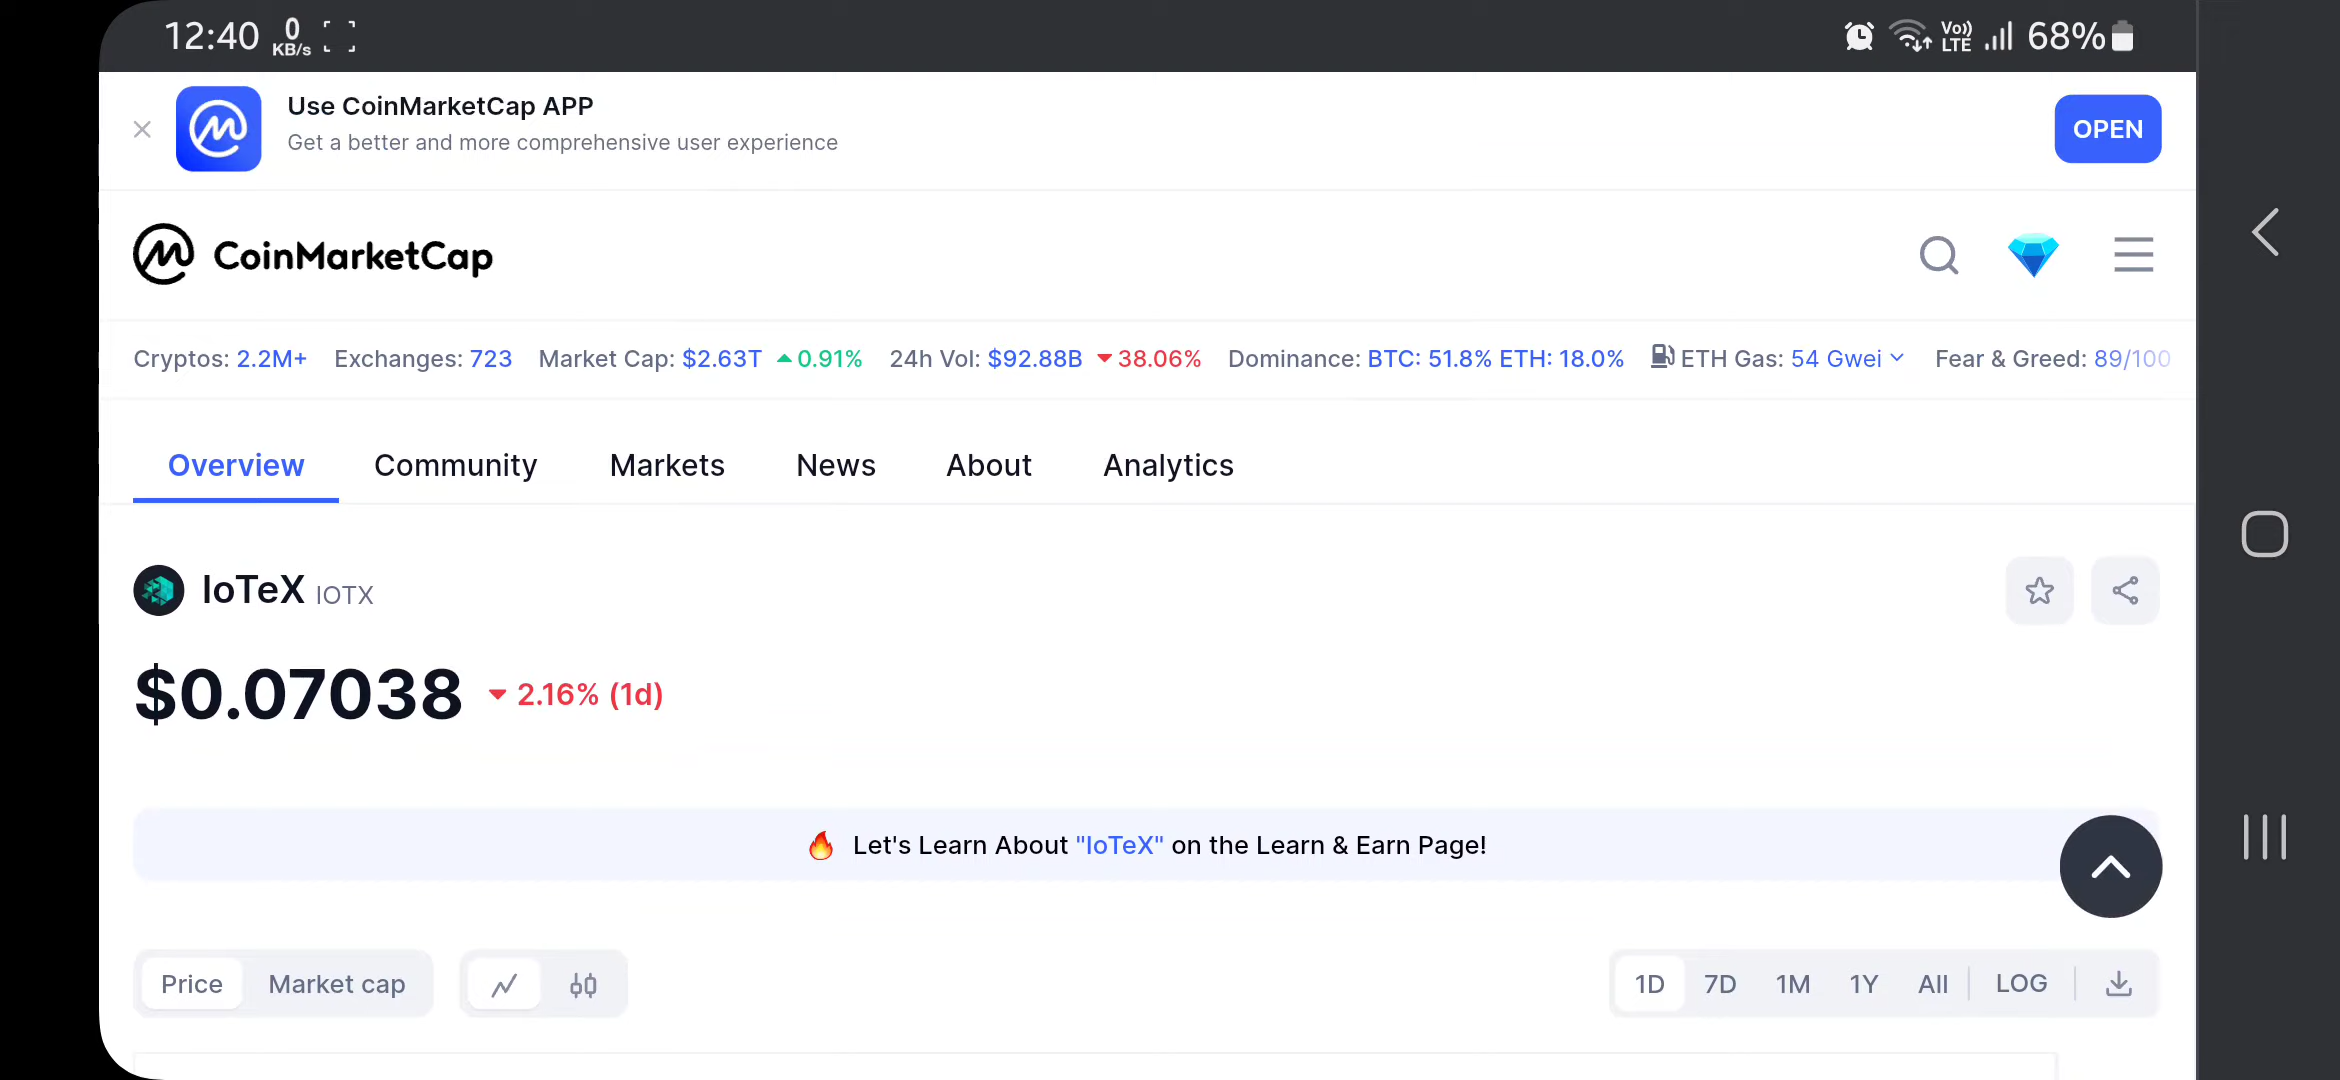 12:40 0 KB/s Vo)) LTE 68%
Use CoinMarketCap APP
Get a better and more comprehensive user experience
OPEN
CoinMarketCap
Cryptos: 2.2M+ Exchanges: 723 Market Cap: $2.63T 0.91% 24h Vol: $92.88B 38.06% Dominance: BTC: 51.8% ETH: 18.0% ETH Gas: 54 Gwei Fear & Greed: 89/100
Overview Community Markets News About Analytics
IoTeX IOTX
$0.07038 2.16% (1d)
Let's Learn About "IoTeX" on the Learn & Earn Page!
Price Market cap 1D 7D 1M 1Y All LOG